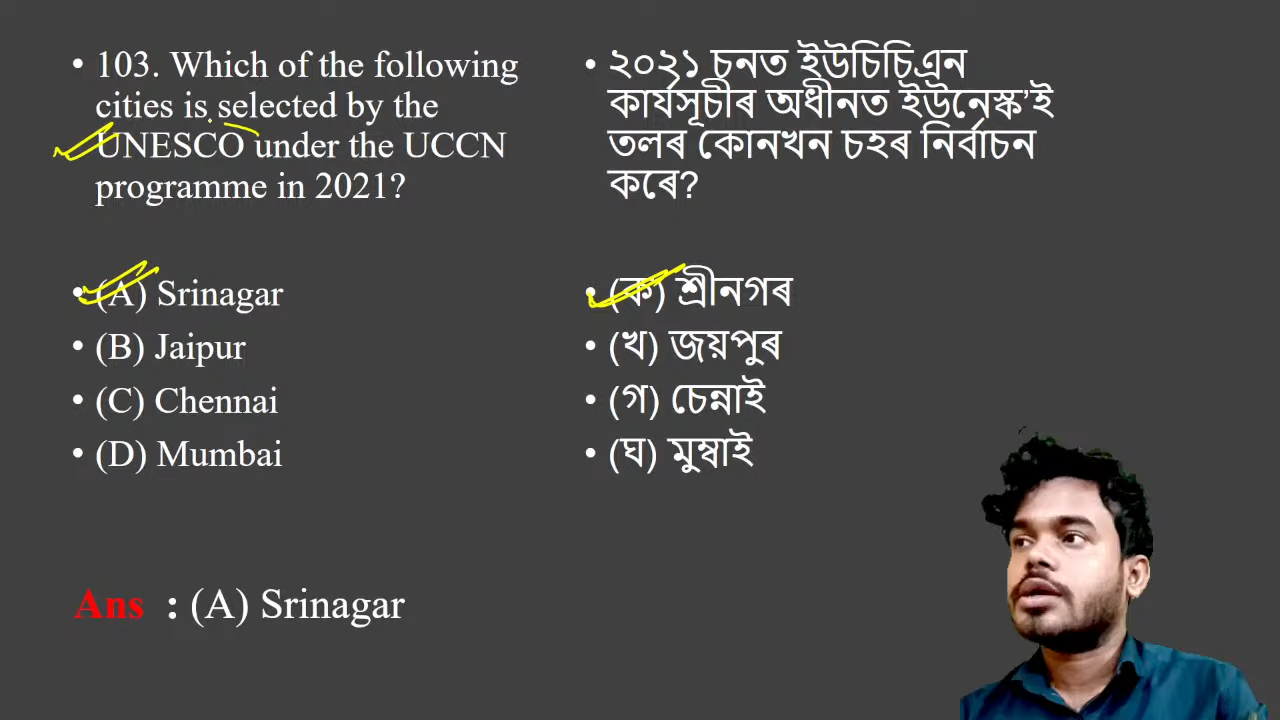 • 103. Which of the following
cities is selected by the
UNESCO under the UCCN
programme in 2021?
• (A) Srinagar
• (B) Jaipur
• (C) Chennai
• (D) Mumbai
• ২০২১ চনত ইউচিচিএন
কাৰ্যসূচীৰ অধীনত ইউনেস্ক’ই
তলৰ কোনখন চহৰ নিৰ্বাচন
কৰে?
• (ক) শ্ৰীনগৰ
• (খ) জয়পুৰ
• (গ) চেন্নাই
• (ঘ) মুম্বাই
Ans : (A) Srinagar